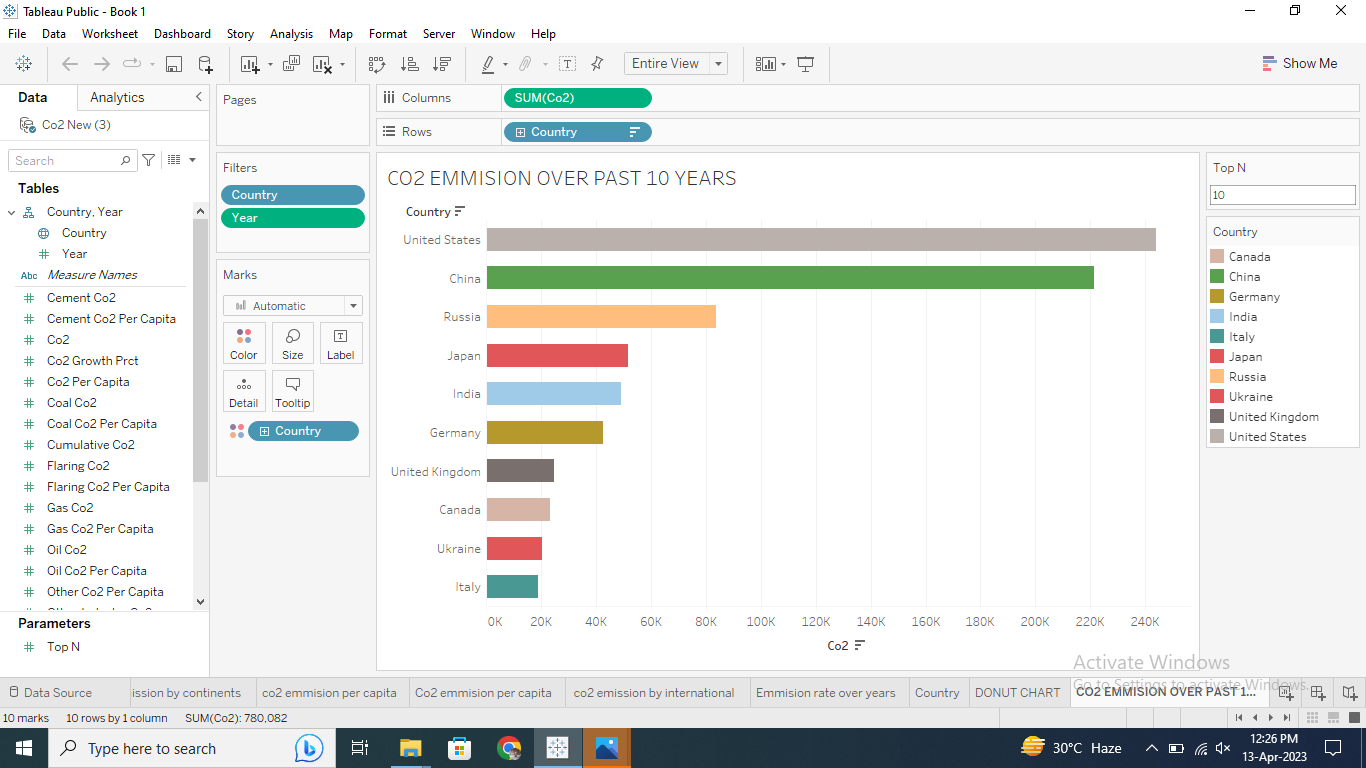 Tableau Public - Book 1
File Data Worksheet Dashboard Story Analysis Map Format Server Window Help
Entire View
Show Me
Data Analytics
Co2 New (3)
Search
Tables
Country, Year
Country
Year
Abc Measure Names
Cement Co2
Cement Co2 Per Capita
Co2
Co2 Growth Prct
Co2 Per Capita
Coal Co2
Coal Co2 Per Capita
Cumulative Co2
Flaring Co2
Flaring Co2 Per Capita
Gas Co2
Gas Co2 Per Capita
Oil Co2
Oil Co2 Per Capita
Other Co2 Per Capita
Parameters
Top N
Pages
Filters
Country
Year
Marks
Automatic
Color Size Label
Detail Tooltip
Country
Columns SUM(Co2)
Rows Country
CO2 EMMISION OVER PAST 10 YEARS
Country
United States
China
Russia
Japan
India
Germany
United Kingdom
Canada
Ukraine
Italy
0K 20K 40K 60K 80K 100K 120K 140K 160K 180K 200K 220K 240K
Co2
Top N
10
Country
Canada
China
Germany
India
Italy
Japan
Russia
Ukraine
United Kingdom
United States
Activate Windows
Go to Settings to activate Windows.
Data Source ission by continents co2 emmision per capita Co2 emmision per capita co2 emission by international Emmision rate over years Country DONUT CHART CO2 EMMISION OVER PAST 1...
10 marks 10 rows by 1 column SUM(Co2): 780,082
Type here to search
30°C Haze
12:26 PM
13-Apr-2023